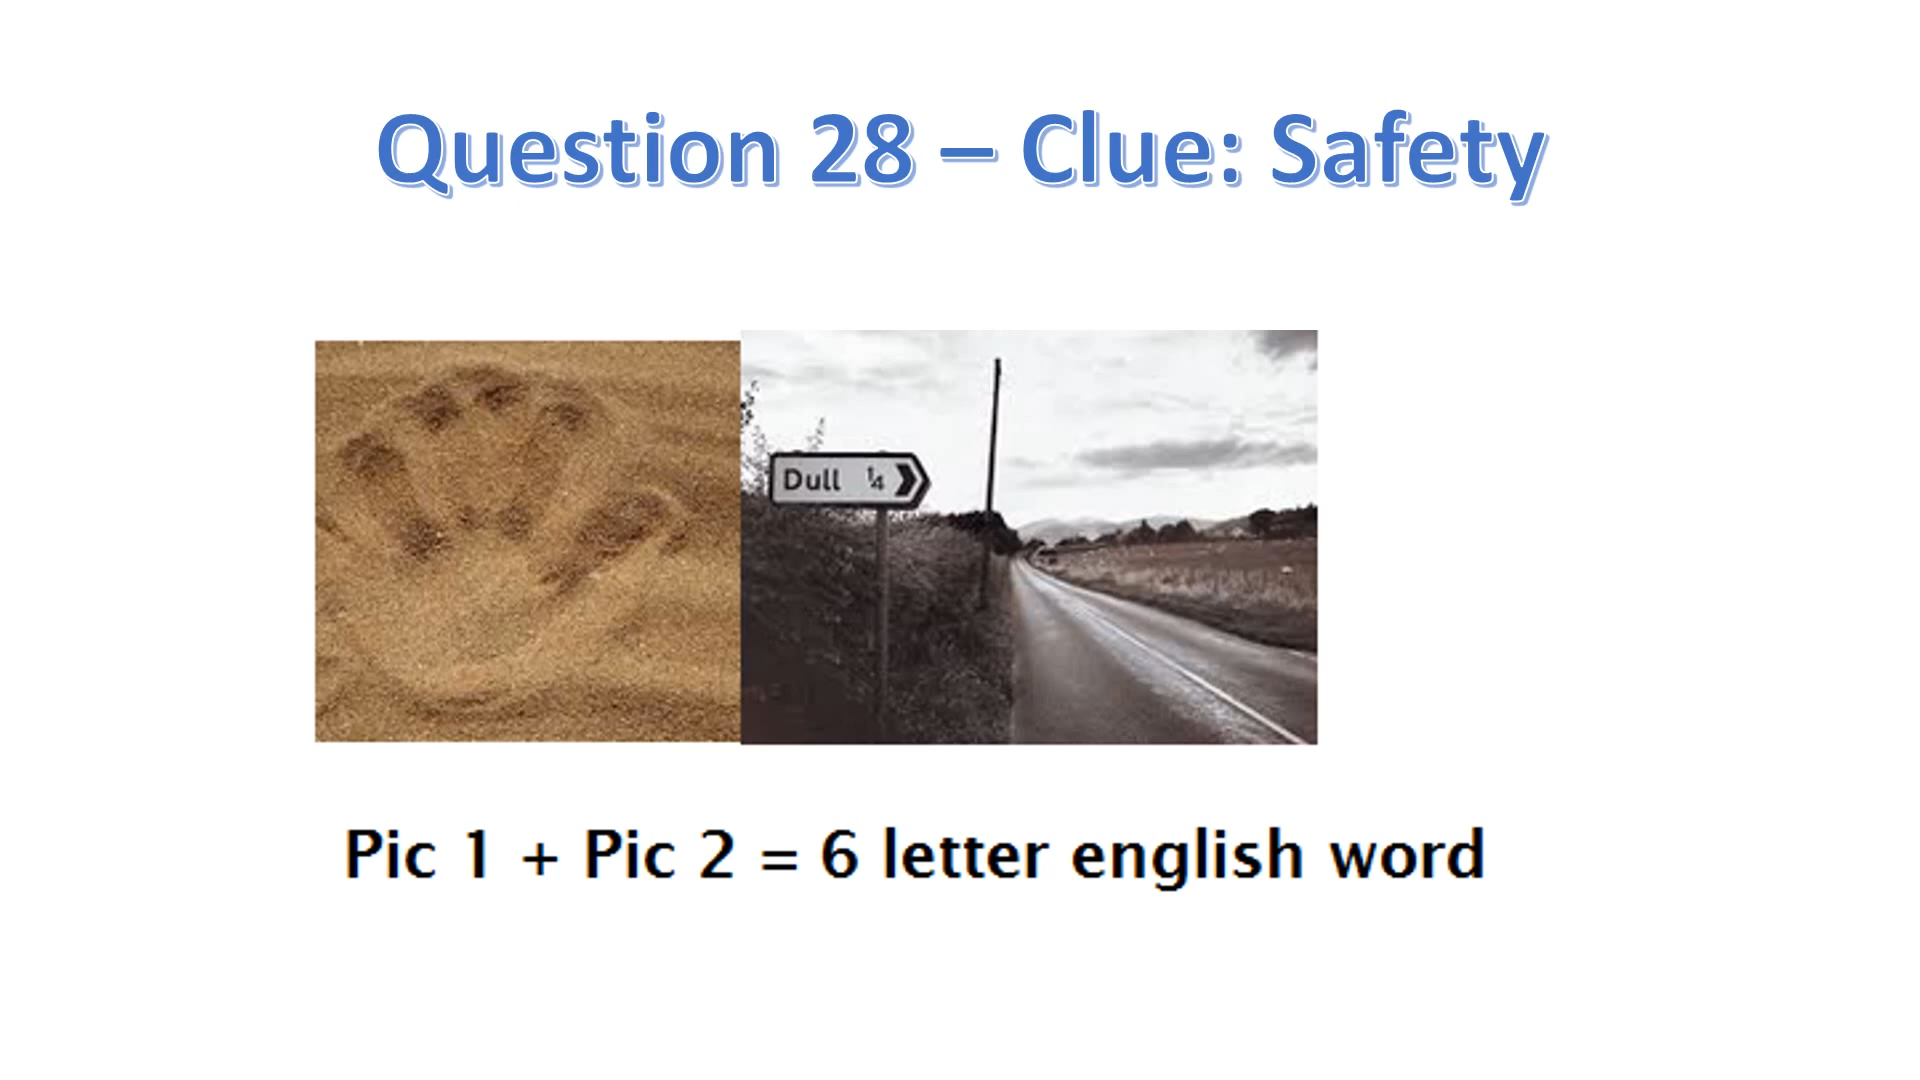 Question 28 – Clue: Safety
Dull ¼
Pic 1 + Pic 2 = 6 letter english word